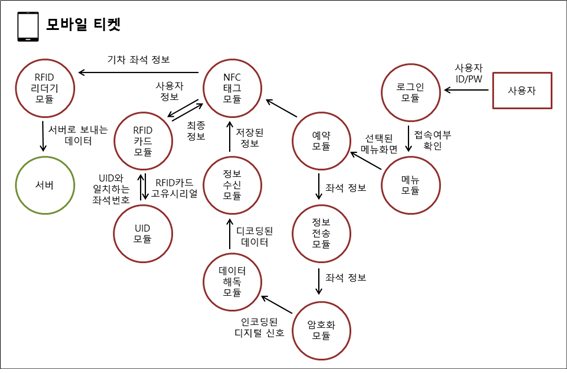 모바일 티켓
기차 좌석 정보
RFID
리더기
모듈
서버로 보내는
데이터
서버
사용자
정보
최종
정보
RFID
카드
모듈
UID와
일치하는
좌석번호
RFID카드
고유시리얼
UID
모듈
NFC
태그
모듈
저장된
정보
정보
수신
모듈
디코딩된
데이터
데이터
해독
모듈
인코딩된
디지털 신호
예약
모듈
좌석 정보
정보
전송
모듈
좌석 정보
암호화
모듈
로그인
모듈
사용자
ID/PW
사용자
접속여부
확인
선택된
메뉴화면
메뉴
모듈